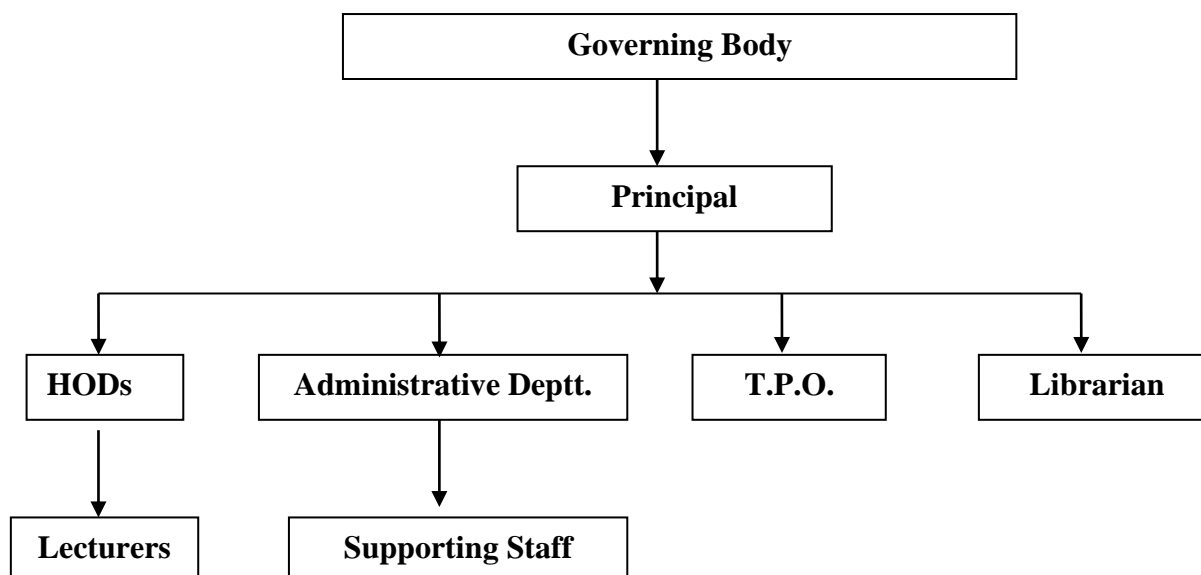 Governing Body
Principal
HODs
Administrative Deptt.
T.P.O.
Librarian
Lecturers
Supporting Staff